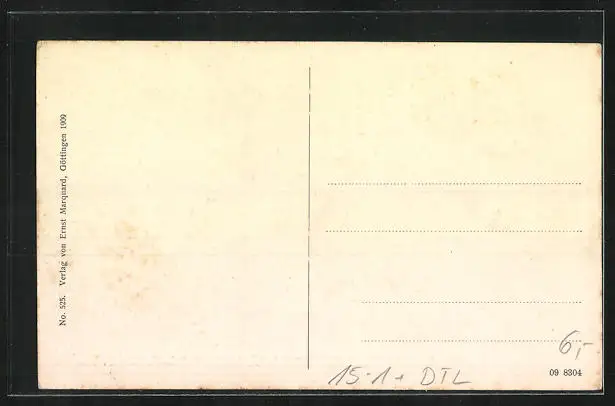 No. 525. Verlag von Ernst Marquard, Göttingen 1909
6,-
15-1+ DTL
09 8304